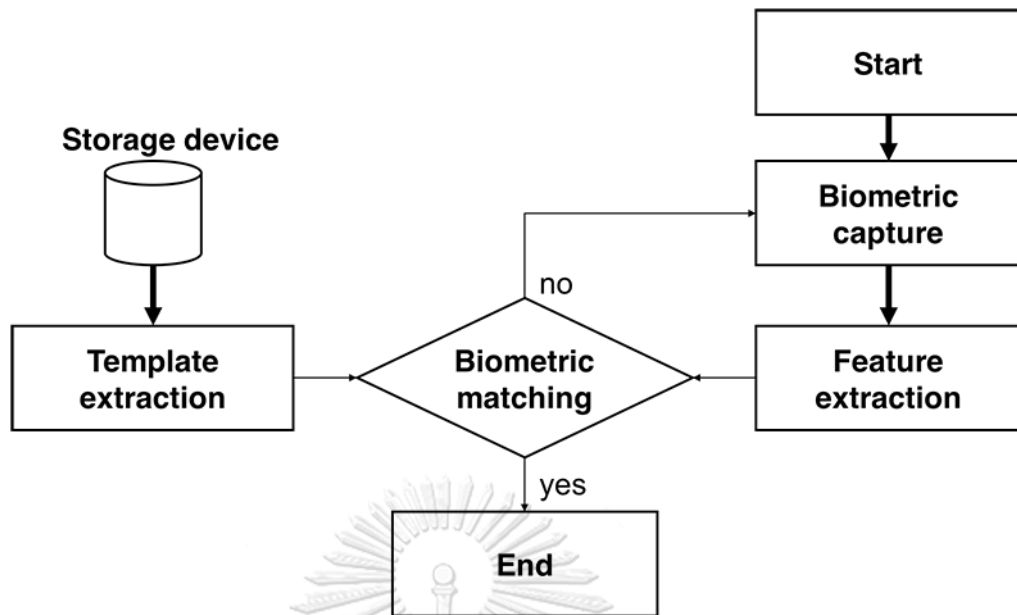 Start
Storage device
Biometric
capture
no
Template
extraction
Biometric
matching
Feature
extraction
yes
End